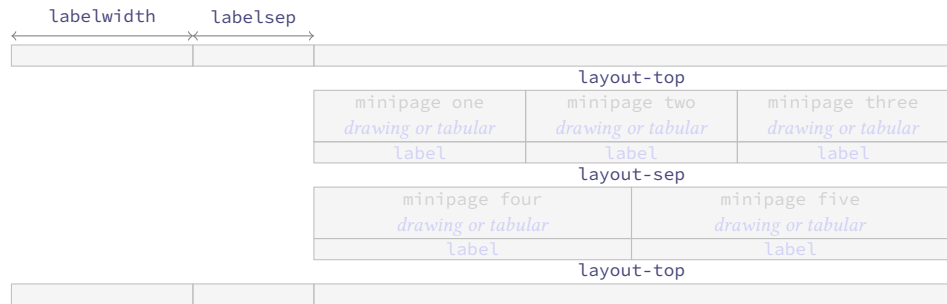 labelwidth labelsep
layout-top
minipage one minipage two minipage three
drawing or tabular drawing or tabular drawing or tabular
label label label
layout-sep
minipage four minipage five
drawing or tabular drawing or tabular
label label
layout-top